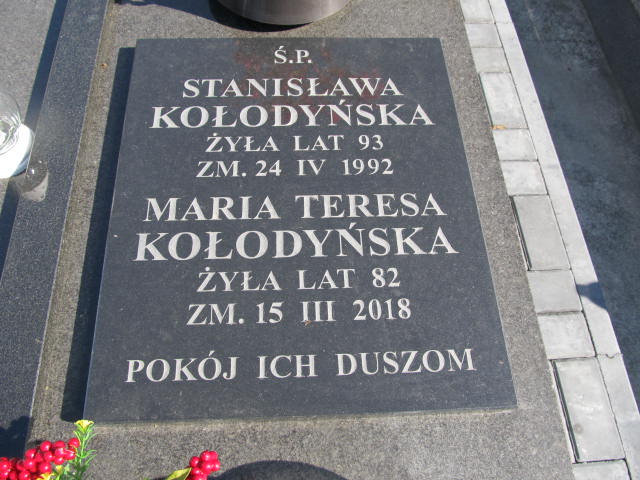 Ś.P.
STANISŁAWA
KOŁODYŃSKA
ŻYŁA LAT 93
ZM. 24 IV 1992
MARIA TERESA
KOŁODYŃSKA
ŻYŁA LAT 82
ZM. 15 III 2018
POKÓJ ICH DUSZOM